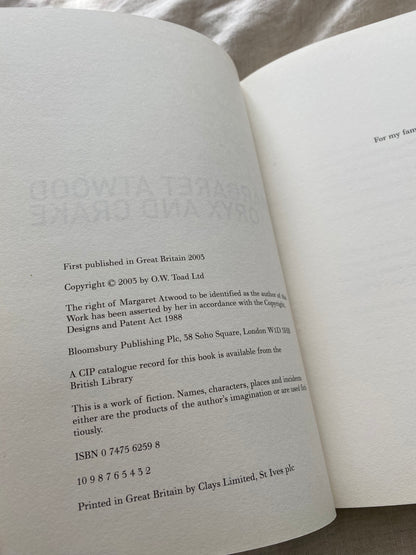 MARGARET ATWOOD
ORYX AND CRAKE
First published in Great Britain 2003
Copyright © 2003 by O.W. Toad Ltd
The right of Margaret Atwood to be identified as the author of this
Work has been asserted by her in accordance with the Copyright,
Designs and Patent Act 1988
Bloomsbury Publishing Plc, 38 Soho Square, London W1D 3HB
A CIP catalogue record for this book is available from the
British Library
This is a work of fiction. Names, characters, places and inciden
either are the products of the author's imagination or are used ficti
tiously.
ISBN 0 7475 6259 8
10 9 8 7 6 5 4 3 2
Printed in Great Britain by Clays Limited, St Ives plc
For my fam